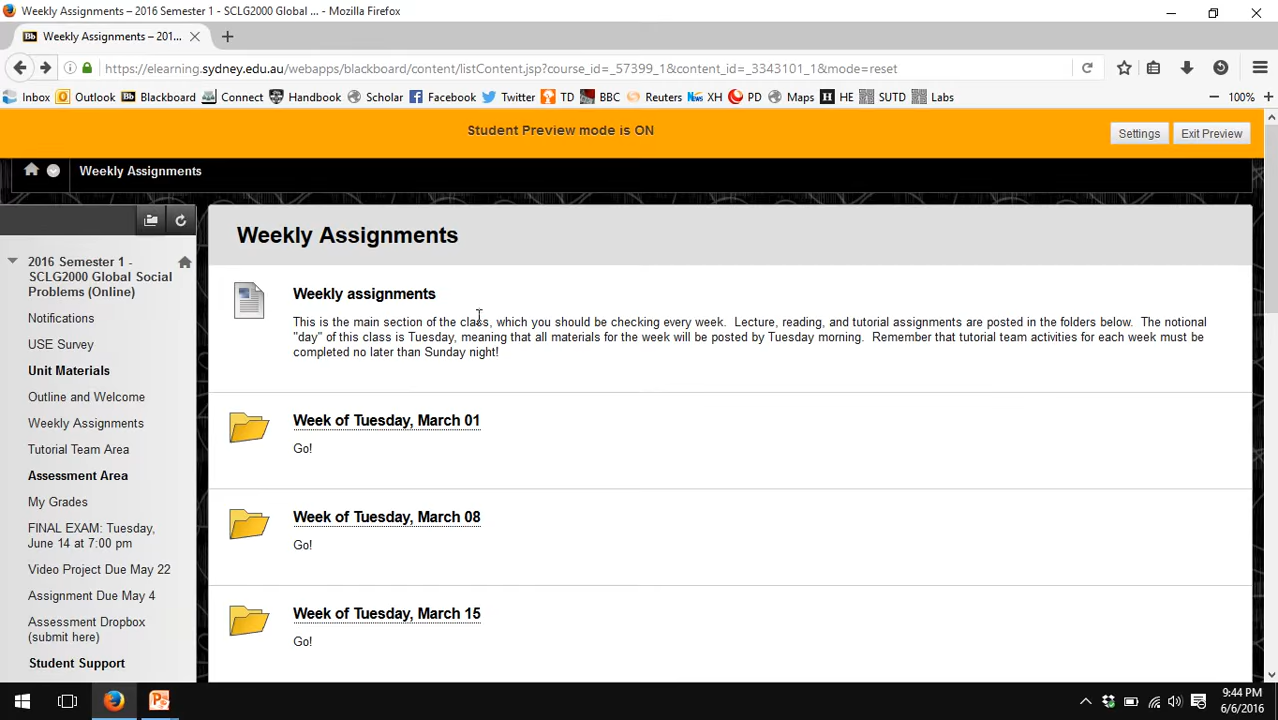 Weekly Assignments – 2016 Semester 1 - SCLG2000 Global ... - Mozilla Firefox
Bb Weekly Assignments – 201...
https://elearning.sydney.edu.au/webapps/blackboard/content/listContent.jsp?course_id=_57399_1&content_id=_3343101_1&mode=reset
Inbox Outlook Bb Blackboard Connect Handbook Scholar Facebook Twitter TD BBC Reuters News XH PD Maps H HE SUTD Labs 100%
Student Preview mode is ON
Settings Exit Preview
Weekly Assignments
2016 Semester 1 -
SCLG2000 Global Social
Problems (Online)
Notifications
USE Survey
Unit Materials
Outline and Welcome
Weekly Assignments
Tutorial Team Area
Assessment Area
My Grades
FINAL EXAM: Tuesday,
June 14 at 7:00 pm
Video Project Due May 22
Assignment Due May 4
Assessment Dropbox
(submit here)
Student Support
Weekly Assignments
Weekly assignments
This is the main section of the class, which you should be checking every week. Lecture, reading, and tutorial assignments are posted in the folders below. The notional
"day" of this class is Tuesday, meaning that all materials for the week will be posted by Tuesday morning. Remember that tutorial team activities for each week must be
completed no later than Sunday night!
Week of Tuesday, March 01
Go!
Week of Tuesday, March 08
Go!
Week of Tuesday, March 15
Go!
9:44 PM
6/6/2016